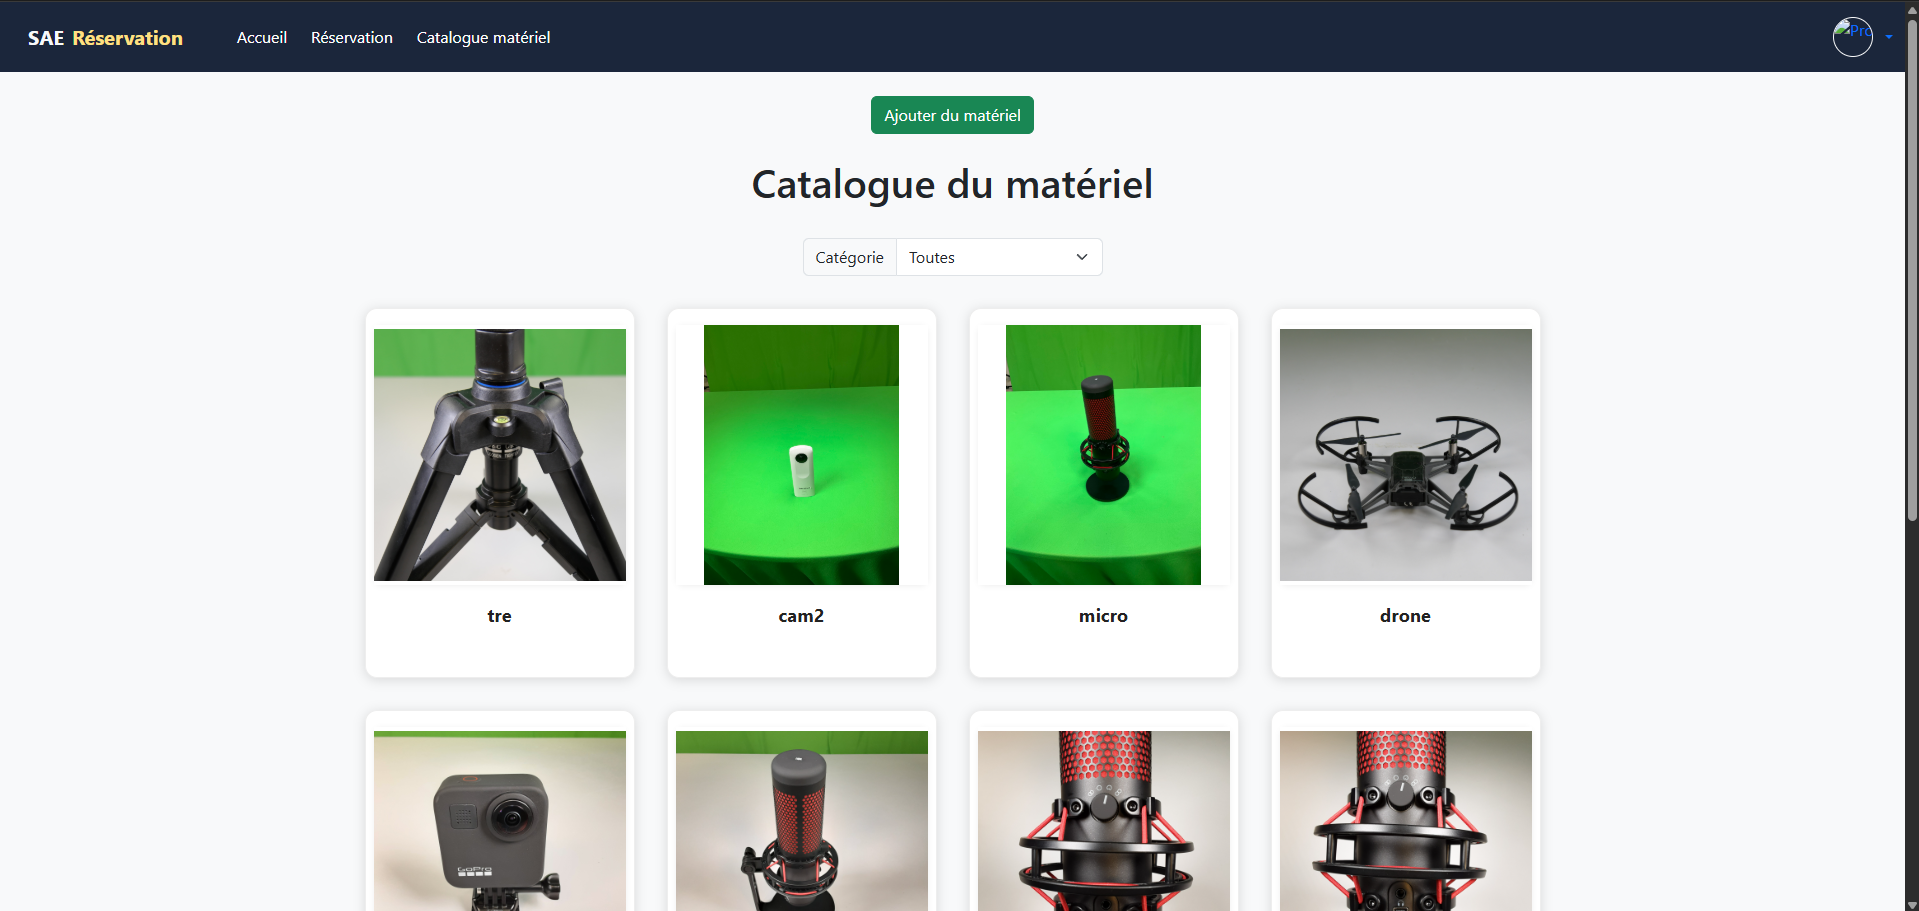 SAE Réservation
Accueil
Réservation
Catalogue matériel
Pro
Ajouter du matériel
Catalogue du matériel
Catégorie
Toutes
tre
cam2
micro
drone
GoPro